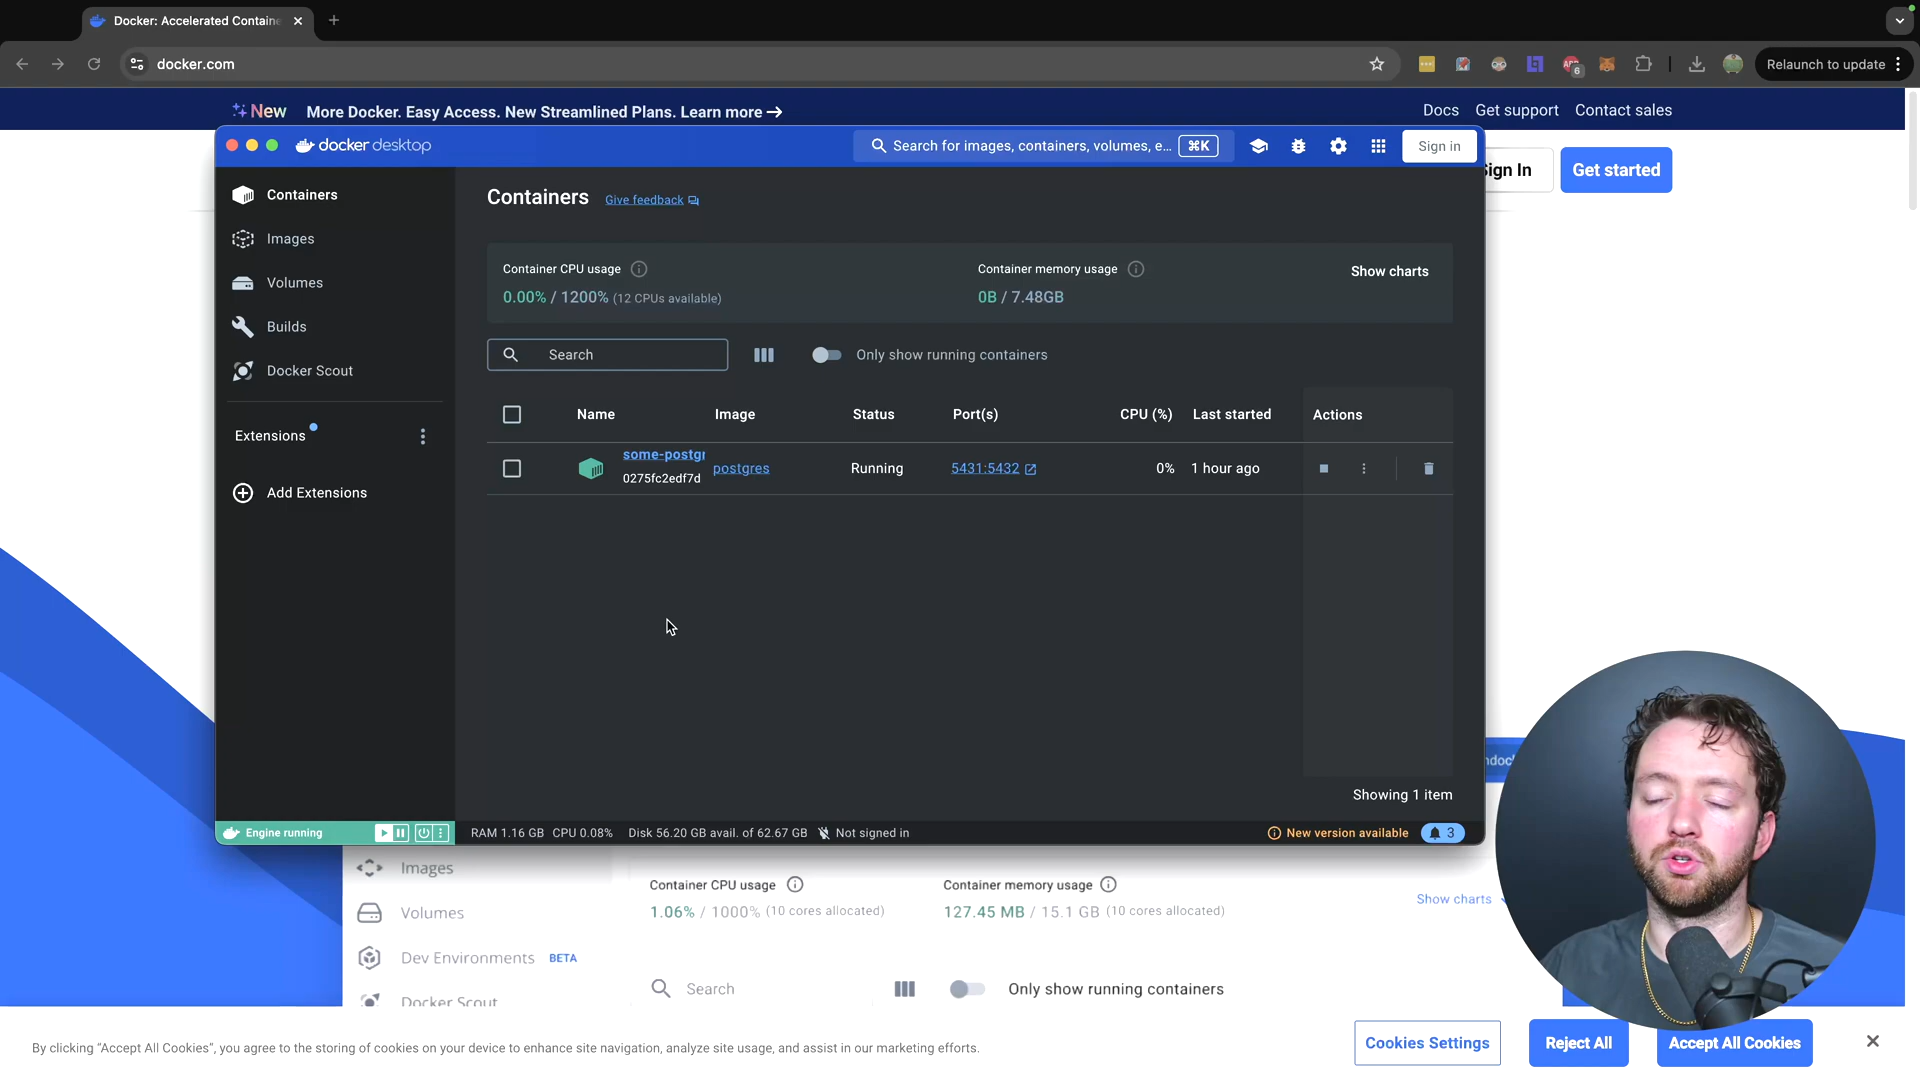 Docker: Accelerated Containe
docker.com
6
Relaunch to update
New
More Docker. Easy Access. New Streamlined Plans. Learn more →
Docs
Get support
Contact sales
docker desktop
Search for images, containers, volumes, e...
⌘K
Sign in
Sign In
Get started
Containers
Images
Volumes
Builds
Docker Scout
Extensions
Add Extensions
Containers
Give feedback
Container CPU usage
0.00% / 1200% (12 CPUs available)
Container memory usage
0B / 7.48GB
Show charts
Search
Only show running containers
Name
Image
Status
Port(s)
CPU (%)
Last started
Actions
some-postgr
0275fc2edf7d
postgres
Running
5431:5432
0%
1 hour ago
Showing 1 item
Engine running
RAM 1.16 GB CPU 0.08% Disk 56.20 GB avail. of 62.67 GB
Not signed in
New version available
3
Images
Volumes
Dev Environments BETA
Docker Scout
Container CPU usage
1.06% / 1000% (10 cores allocated)
Container memory usage
127.45 MB / 15.1 GB (10 cores allocated)
Show charts
Search
Only show running containers
By clicking “Accept All Cookies”, you agree to the storing of cookies on your device to enhance site navigation, analyze site usage, and assist in our marketing efforts.
Cookies Settings
Reject All
Accept All Cookies